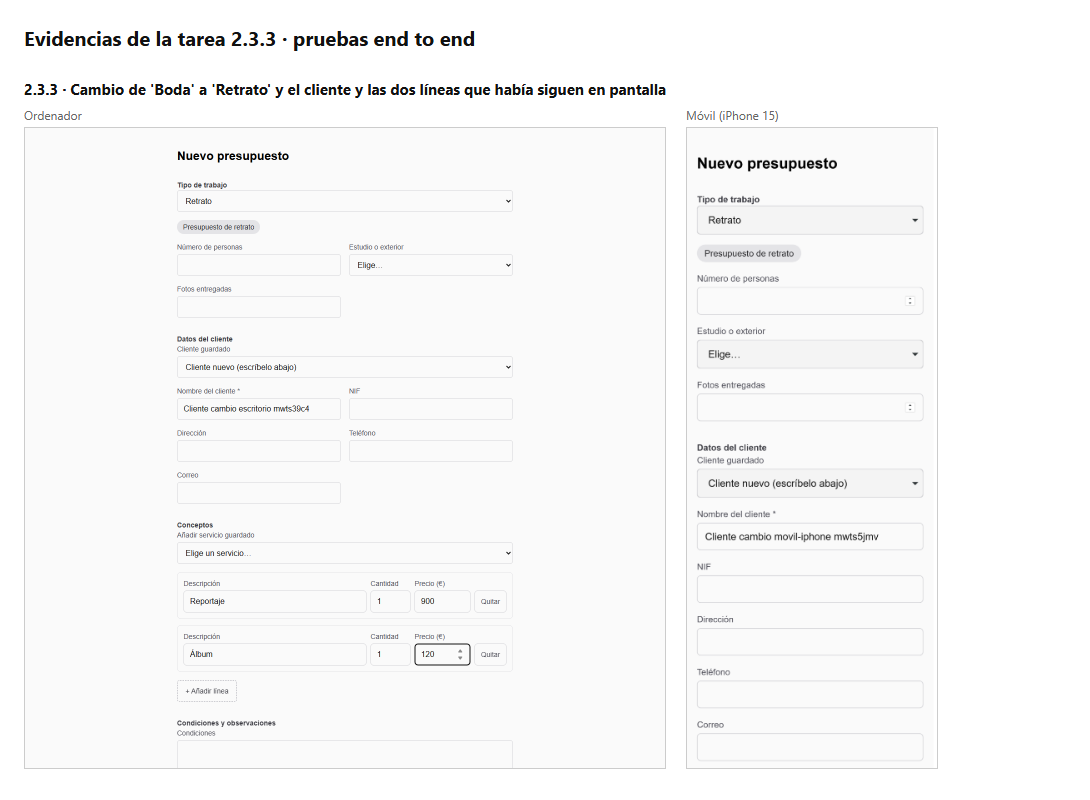 Evidencias de la tarea 2.3.3 · pruebas end to end
2.3.3 · Cambio de 'Boda' a 'Retrato' y el cliente y las dos líneas que había siguen en pantalla
Ordenador
Nuevo presupuesto
Tipo de trabajo
Retrato
Presupuesto de retrato
Número de personas
Estudio o exterior
Elige...
Fotos entregadas
Datos del cliente
Cliente guardado
Cliente nuevo (escríbelo abajo)
Nombre del cliente *
NIF
Cliente cambio escritorio mwts39c4
Dirección
Teléfono
Correo
Conceptos
Añadir servicio guardado
Elige un servicio...
Descripción Cantidad Precio (€)
Reportaje 1 900 Quitar
Descripción Cantidad Precio (€)
Álbum 1 120 Quitar
+ Añadir línea
Condiciones y observaciones
Condiciones
Móvil (iPhone 15)
Nuevo presupuesto
Tipo de trabajo
Retrato
Presupuesto de retrato
Número de personas
Estudio o exterior
Elige...
Fotos entregadas
Datos del cliente
Cliente guardado
Cliente nuevo (escríbelo abajo)
Nombre del cliente *
Cliente cambio movil-iphone mwts5jmv
NIF
Dirección
Teléfono
Correo